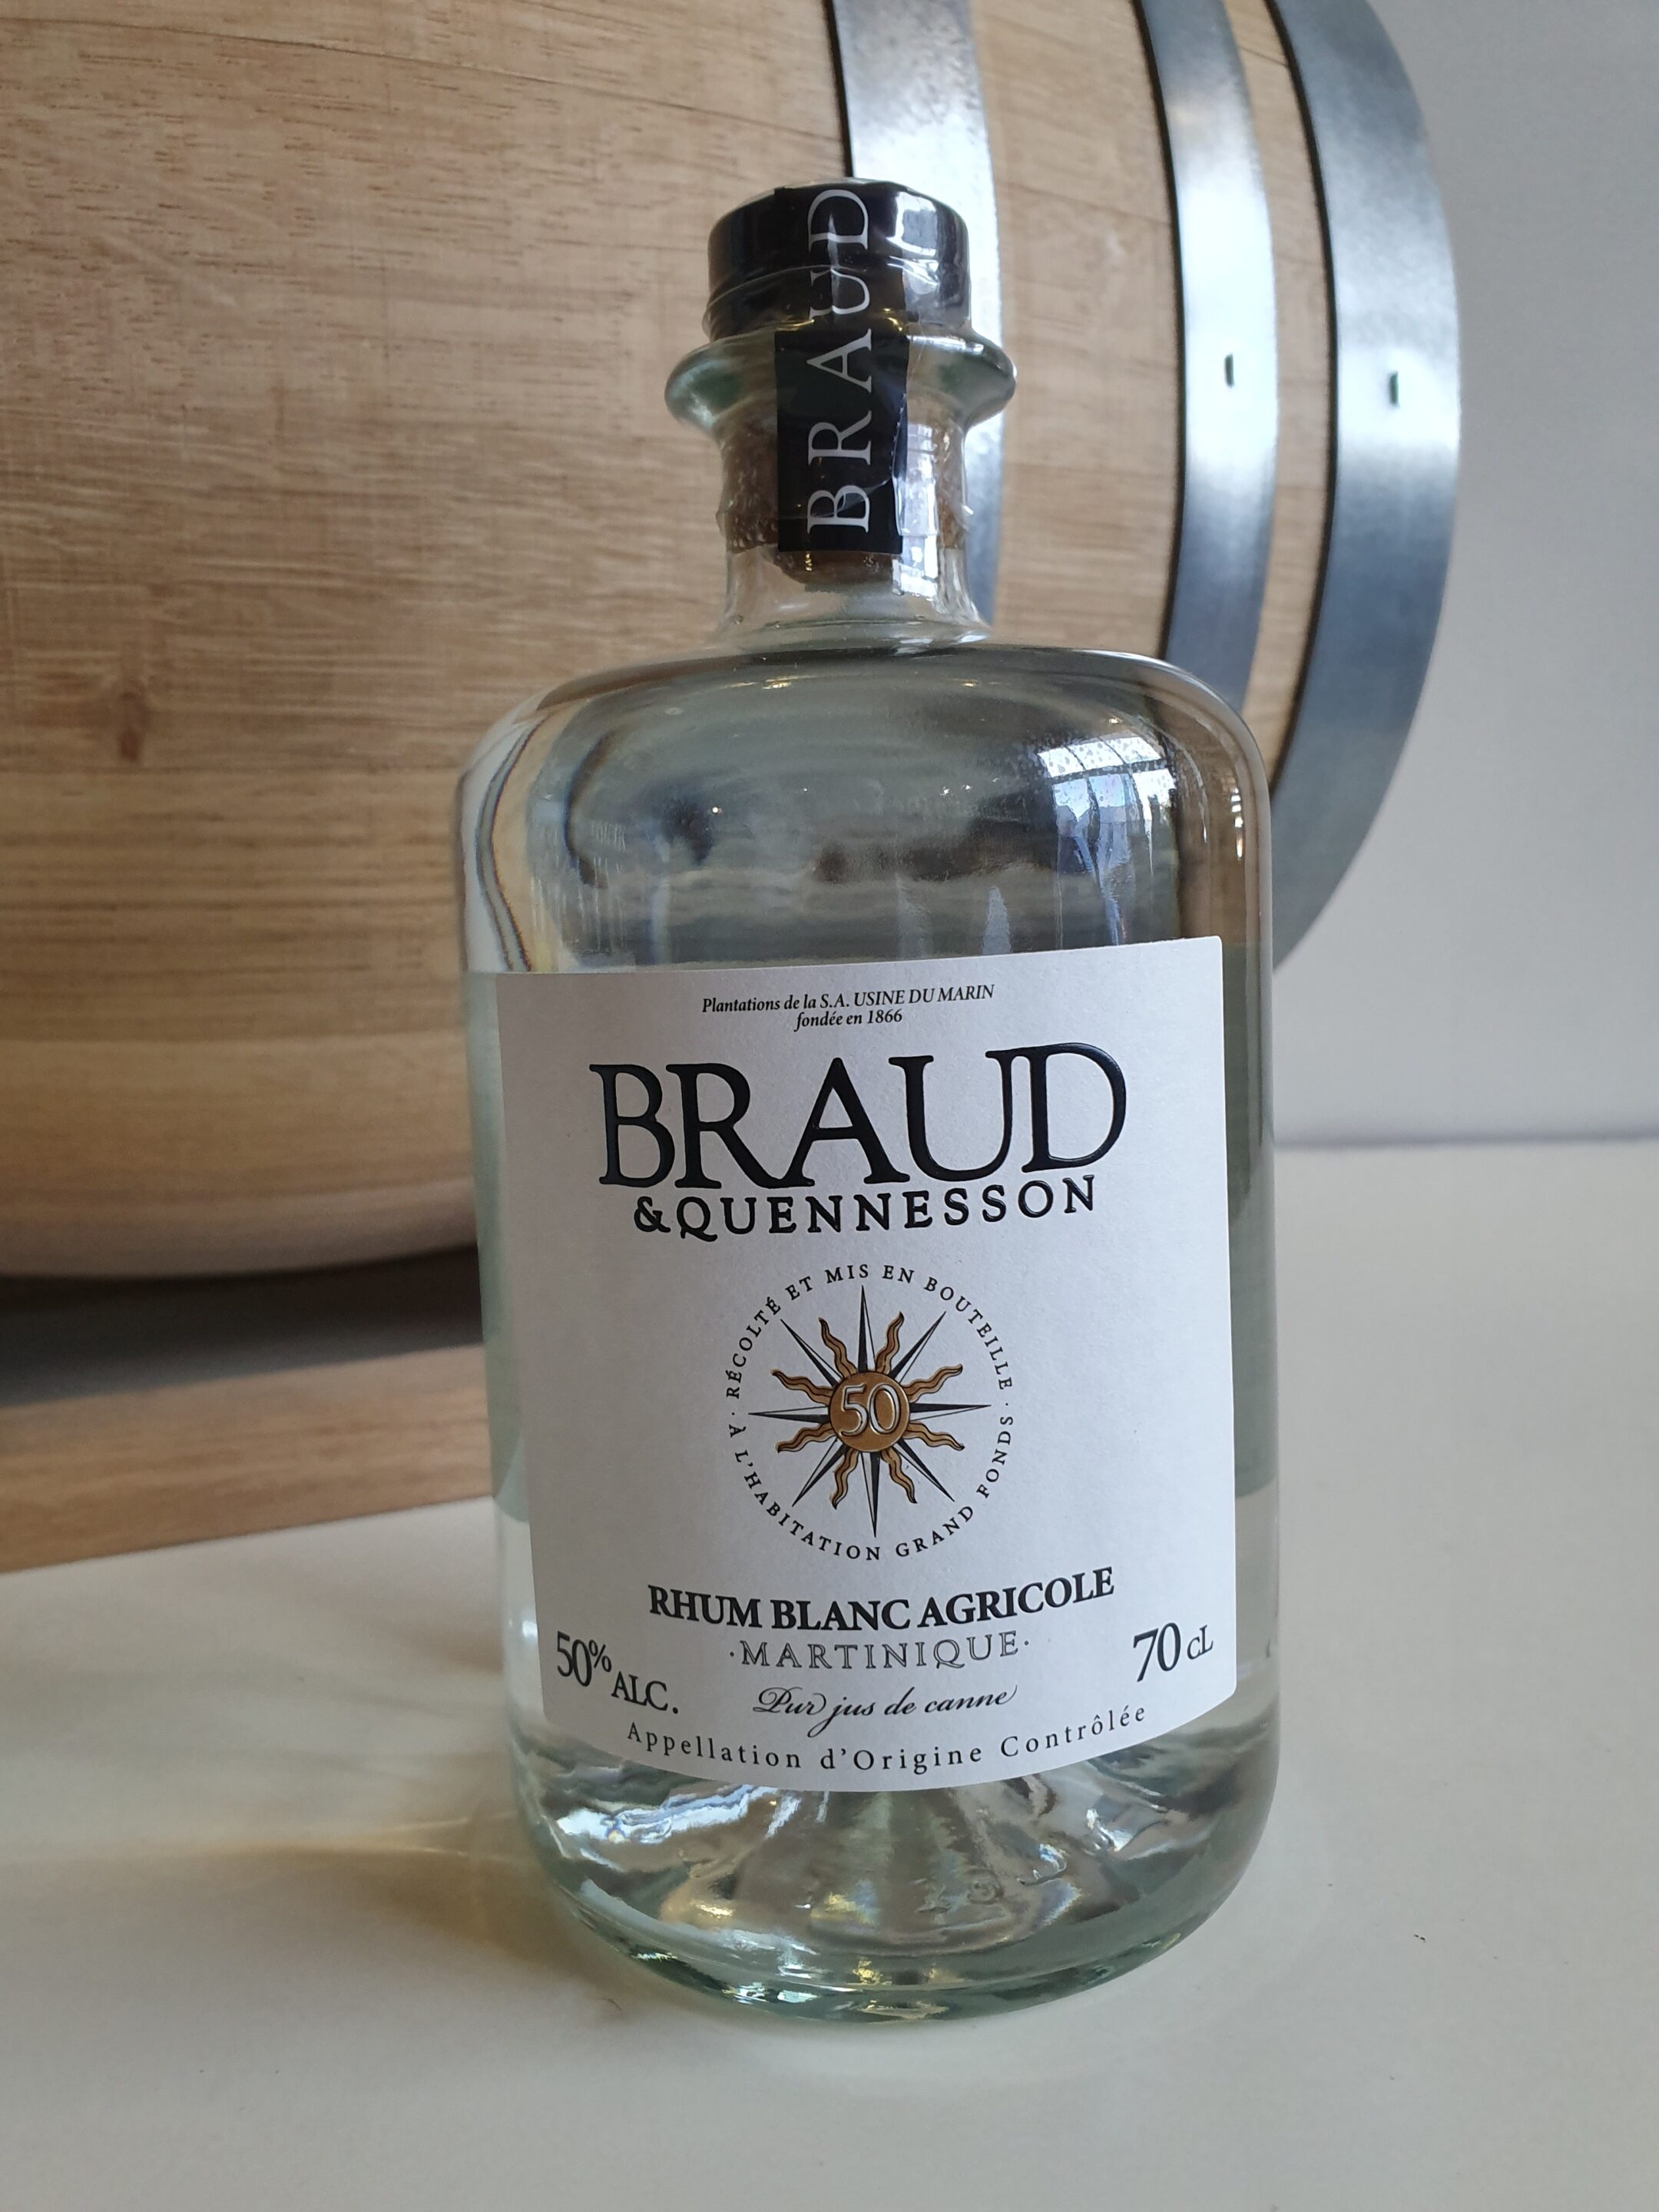 BRAUD
Plantations de la S.A. USINE DU MARIN
fondée en 1866
BRAUD
&QUENNESSON
· RÉCOLTÉ ET MIS EN BOUTEILLE ·
À L'HABITATION GRAND FONDS
50
RHUM BLANC AGRICOLE
·MARTINIQUE·
50% ALC.
70 cL
Pur jus de canne
Appellation d'Origine Contrôlée